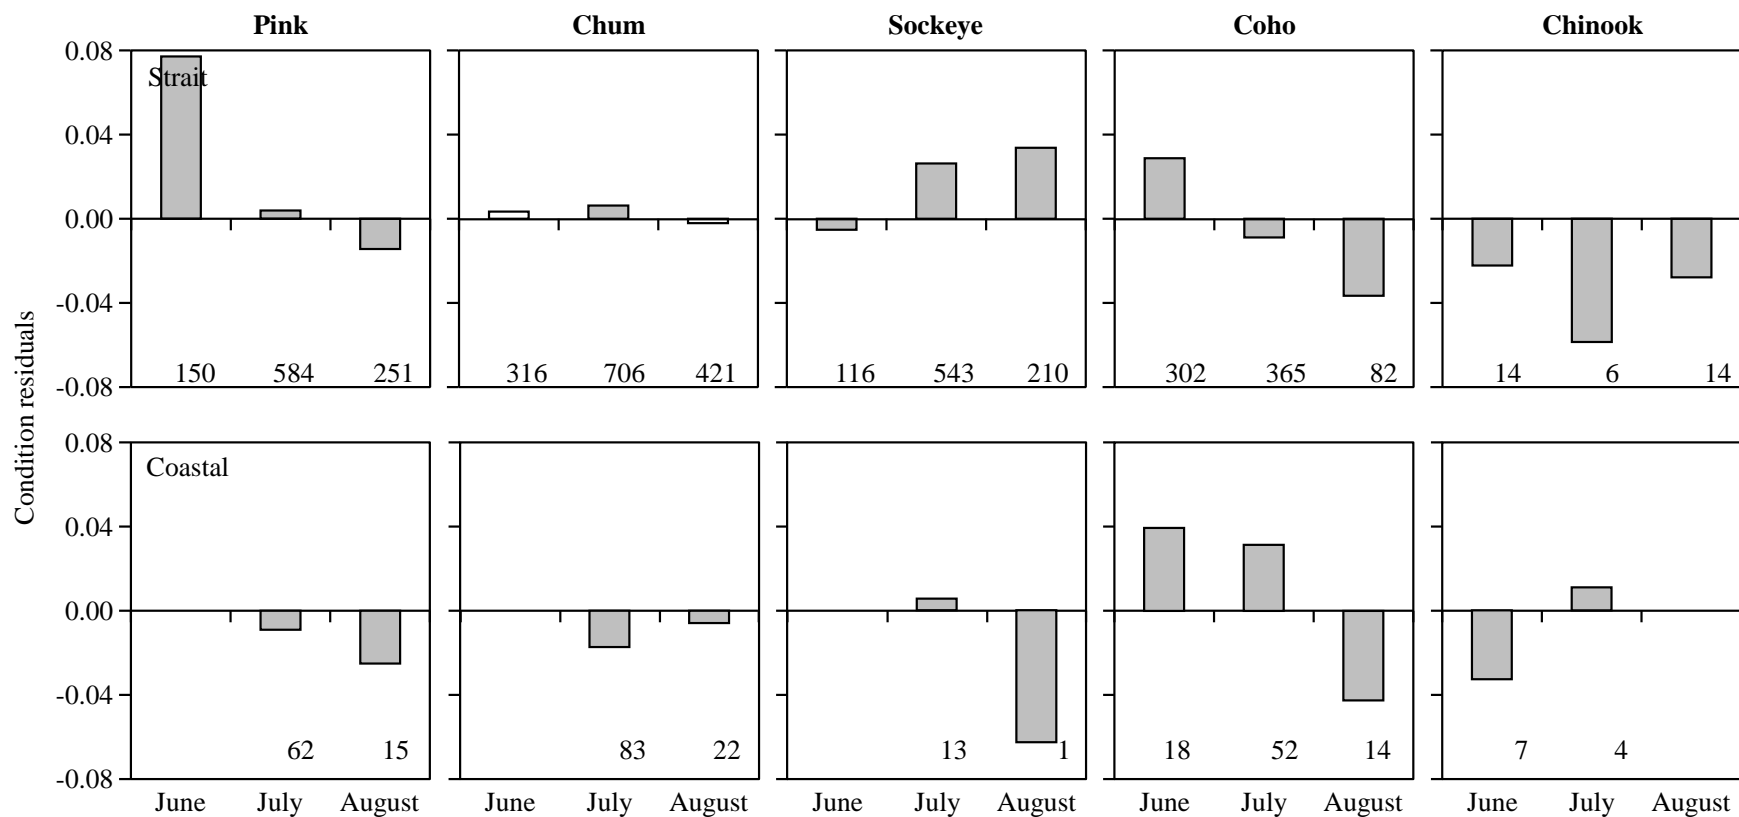 Pink Chum Sockeye Coho Chinook
Condition residuals
0.08
0.04
0.00
-0.04
-0.08
Strait
150 584 251 316 706 421 116 543 210 302 365 82 14 6 14
0.08
0.04
0.00
-0.04
-0.08
Coastal
62 15 83 22 13 1 18 52 14 7 4
June July August June July August June July August June July August June July August